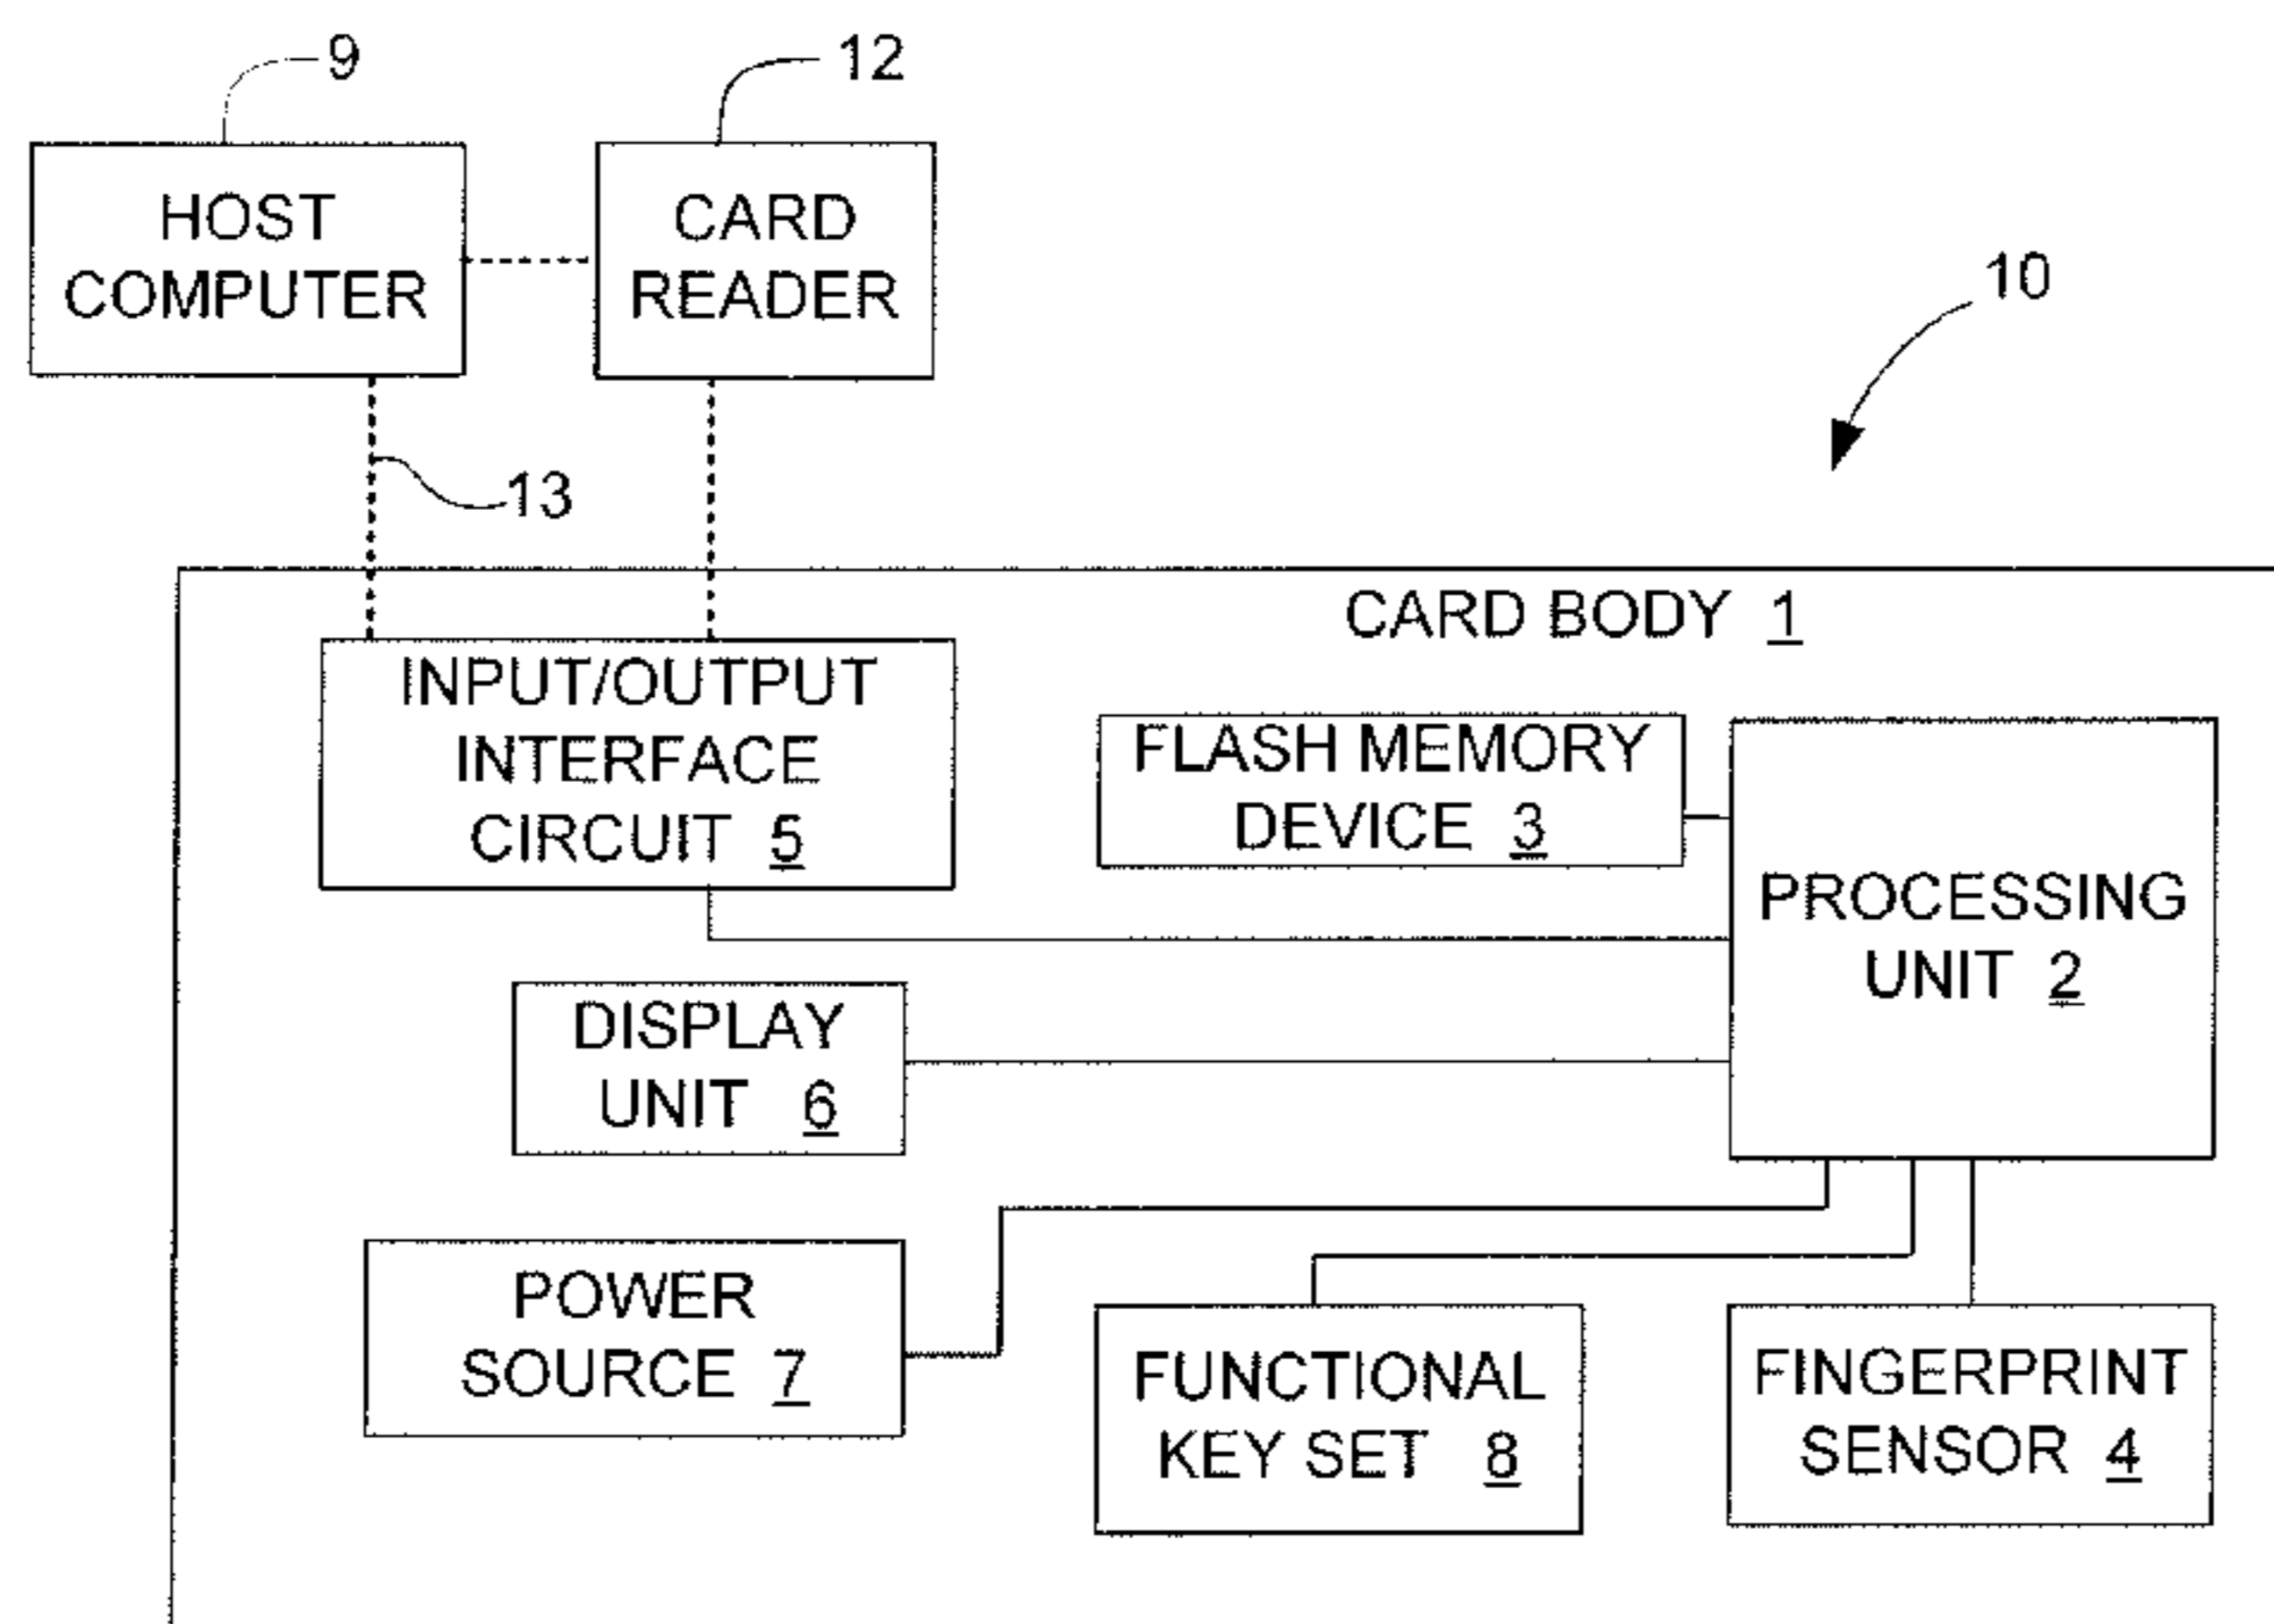 9
12
HOST
COMPUTER
CARD
READER
10
13
CARD BODY 1
INPUT/OUTPUT
INTERFACE
CIRCUIT 5
FLASH MEMORY
DEVICE 3
PROCESSING
UNIT 2
DISPLAY
UNIT 6
POWER
SOURCE 7
FUNCTIONAL
KEY SET 8
FINGERPRINT
SENSOR 4